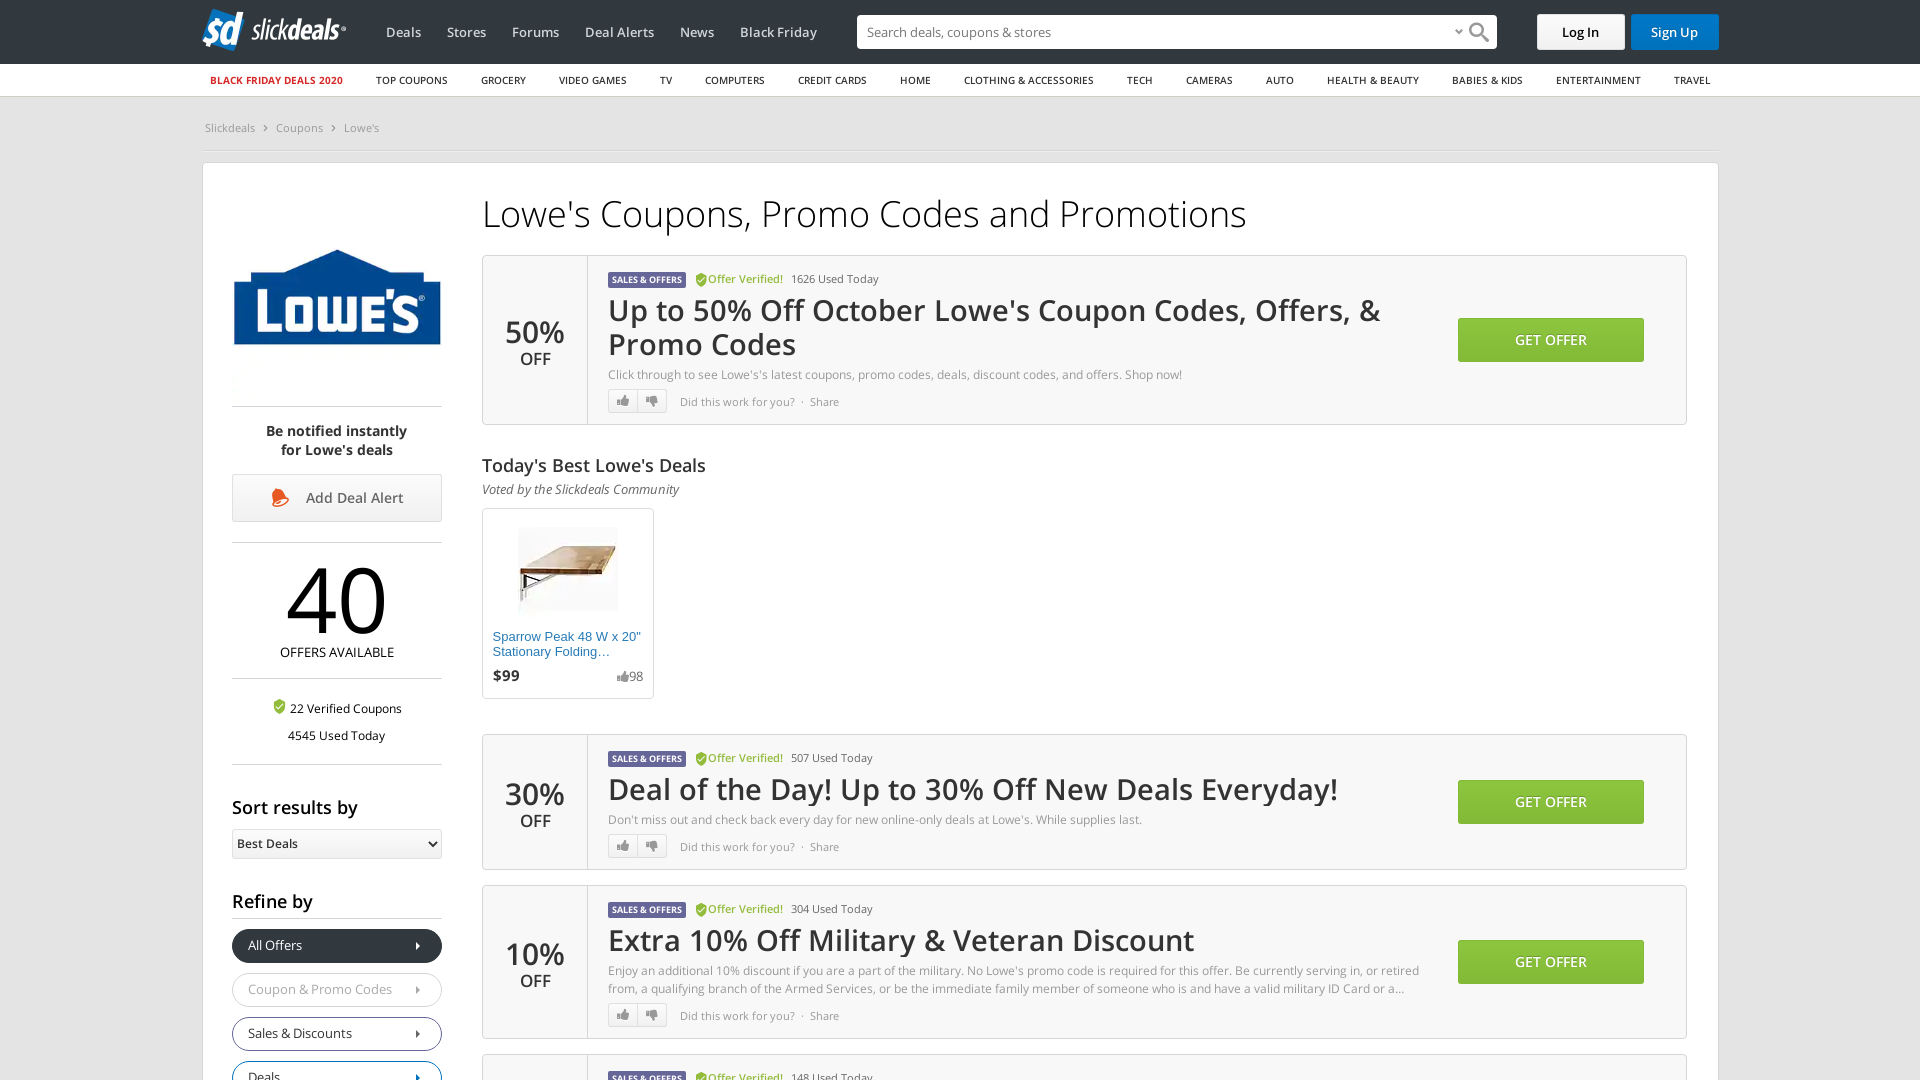 sd slickdeals®
Deals Stores Forums Deal Alerts News Black Friday
Search deals, coupons & stores
Log In Sign Up
BLACK FRIDAY DEALS 2020 TOP COUPONS GROCERY VIDEO GAMES TV COMPUTERS CREDIT CARDS HOME CLOTHING & ACCESSORIES TECH CAMERAS AUTO HEALTH & BEAUTY BABIES & KIDS ENTERTAINMENT TRAVEL
Slickdeals > Coupons > Lowe's
LOWE'S®
Be notified instantly
for Lowe's deals
Add Deal Alert
40
OFFERS AVAILABLE
22 Verified Coupons
4545 Used Today
Sort results by
Best Deals
Refine by
All Offers
Coupon & Promo Codes
Sales & Discounts
Deals
Lowe's Coupons, Promo Codes and Promotions
50%
OFF
SALES & OFFERS Offer Verified! 1626 Used Today
Up to 50% Off October Lowe's Coupon Codes, Offers, &
Promo Codes
Click through to see Lowe's's latest coupons, promo codes, deals, discount codes, and offers. Shop now!
Did this work for you? · Share
GET OFFER
Today's Best Lowe's Deals
Voted by the Slickdeals Community
Sparrow Peak 48 W x 20"
Stationary Folding…
$99 98
30%
OFF
SALES & OFFERS Offer Verified! 507 Used Today
Deal of the Day! Up to 30% Off New Deals Everyday!
Don't miss out and check back every day for new online-only deals at Lowe's. While supplies last.
Did this work for you? · Share
GET OFFER
10%
OFF
SALES & OFFERS Offer Verified! 304 Used Today
Extra 10% Off Military & Veteran Discount
Enjoy an additional 10% discount if you are a part of the military. No Lowe's promo code is required for this offer. Be currently serving in, or retired
from, a qualifying branch of the Armed Services, or be the immediate family member of someone who is and have a valid military ID Card or a...
Did this work for you? · Share
GET OFFER
SALES & OFFERS Offer Verified! 148 Used Today